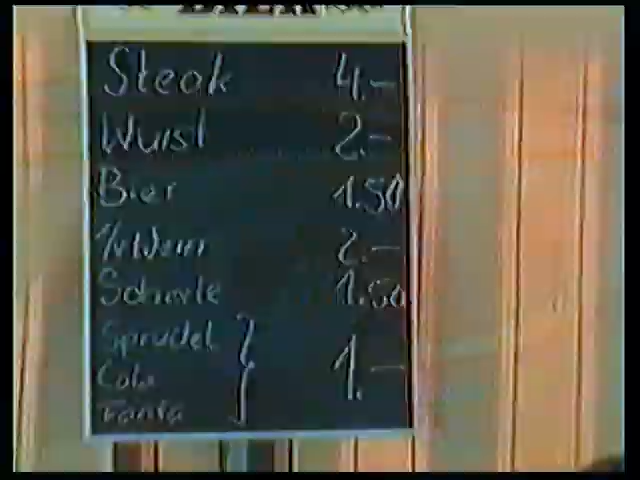 Steak 4.-
Wurst 2.-
Bier 1.50
1/4 Wein 2.-
Schorle 1.50
Sprudel
Cola 1.-
Fanta